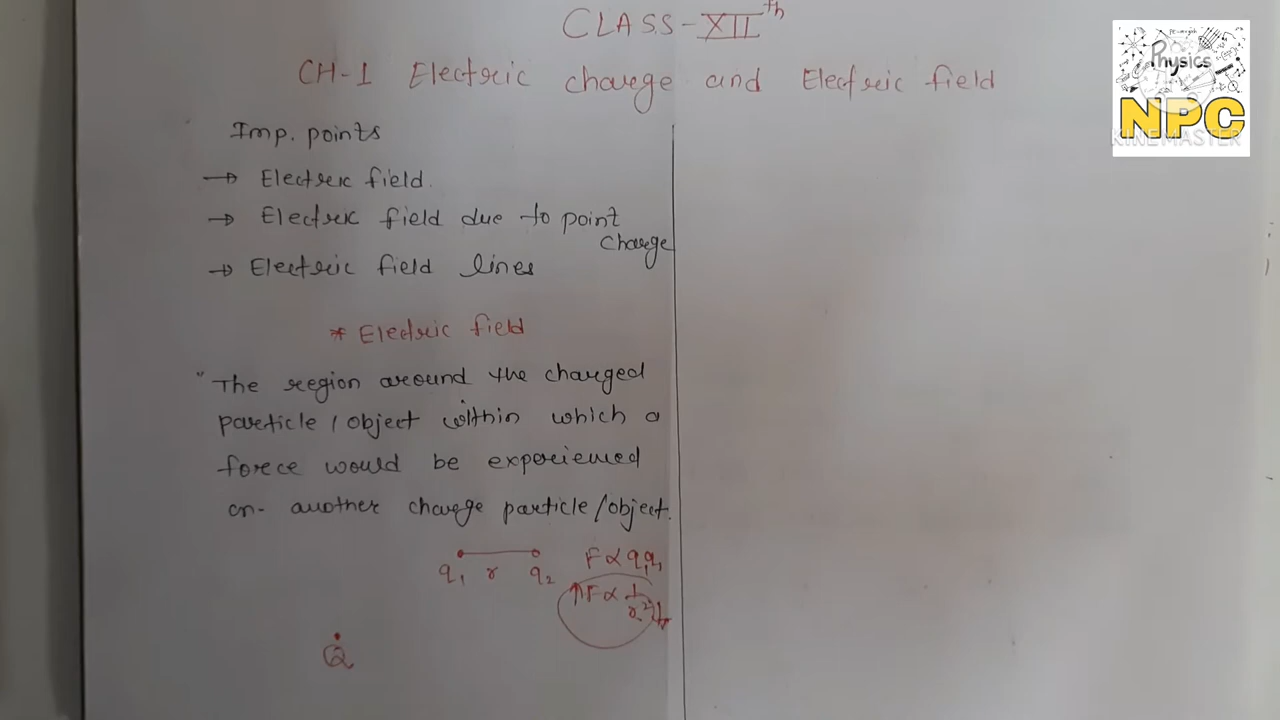 CLASS-XII th
CH-1 Electric charge and Electric field
Imp. points
→ Electric field.
→ Electric field due to point
charge
→ Electric field lines
* Electric field
"The region around the charged
particle / object within which a
force would be experienced
on- another charge particle/object.
q1 r q2
F ∝ q1q2
↑F ∝ 1/r² ↓
Q
Physics
NPC
KINEMASTER